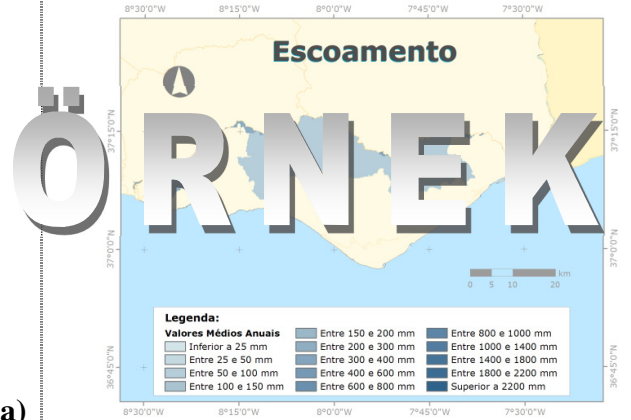 8°30'0"W 8°15'0"W 8°0'0"W 7°45'0"W 7°30'0"W
Escoamento
37°15'0"N 37°15'0"N
ÖRNEK
37°0'0"N 37°0'0"N
km
0 5 10 20
Legenda:
Valores Médios Anuais Entre 150 e 200 mm Entre 800 e 1000 mm
Inferior a 25 mm Entre 200 e 300 mm Entre 1000 e 1400 mm
Entre 25 e 50 mm Entre 300 e 400 mm Entre 1400 e 1800 mm
Entre 50 e 100 mm Entre 400 e 600 mm Entre 1800 e 2200 mm
Entre 100 e 150 mm Entre 600 e 800 mm Superior a 2200 mm
36°45'0"N 36°45'0"N
a) 8°30'0"W 8°15'0"W 8°0'0"W 7°45'0"W 7°30'0"W